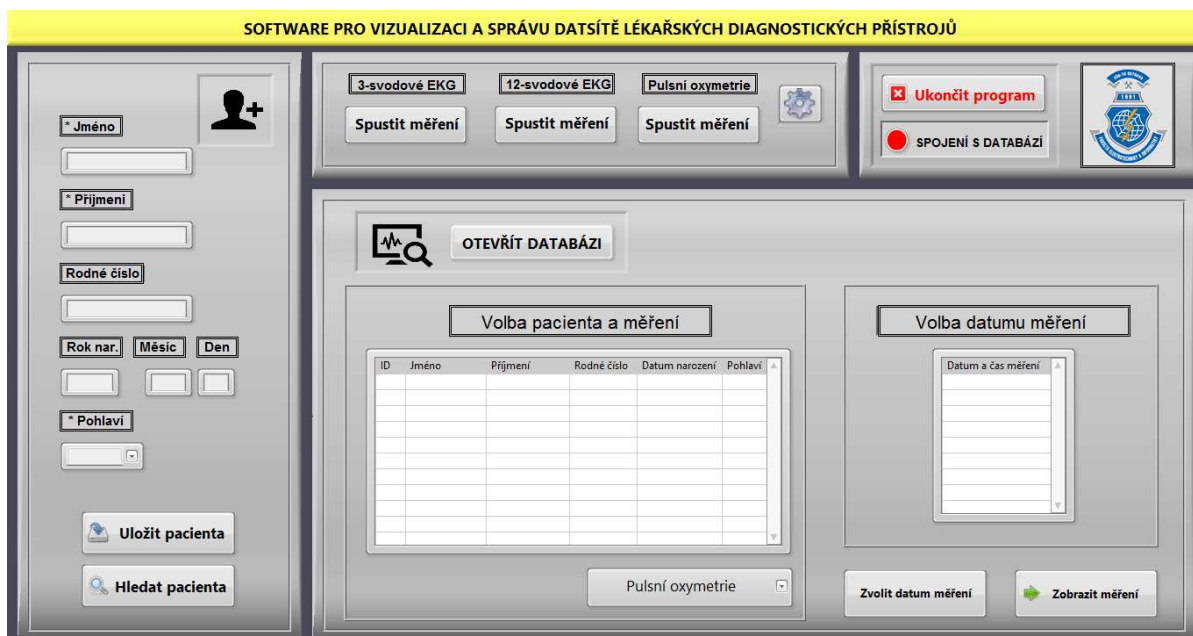 SOFTWARE PRO VIZUALIZACI A SPRÁVU DATSÍTĚ LÉKAŘSKÝCH DIAGNOSTICKÝCH PŘÍSTROJŮ
* Jméno
* Příjmeni
Rodné číslo
Rok nar. Měsíc Den
* Pohlaví
Uložit pacienta
Hledat pacienta
3-svodové EKG 12-svodové EKG Pulsní oxymetrie
Spustit měření Spustit měření Spustit měření
Ukončit program
SPOJENÍ S DATABÁZÍ
1991
OTEVŘÍT DATABÁZI
Volba pacienta a měření
ID Jméno Příjmení Rodné číslo Datum narození Pohlaví
Pulsní oxymetrie
Volba datumu měření
Datum a čas měření
Zvolit datum měření Zobrazit měření